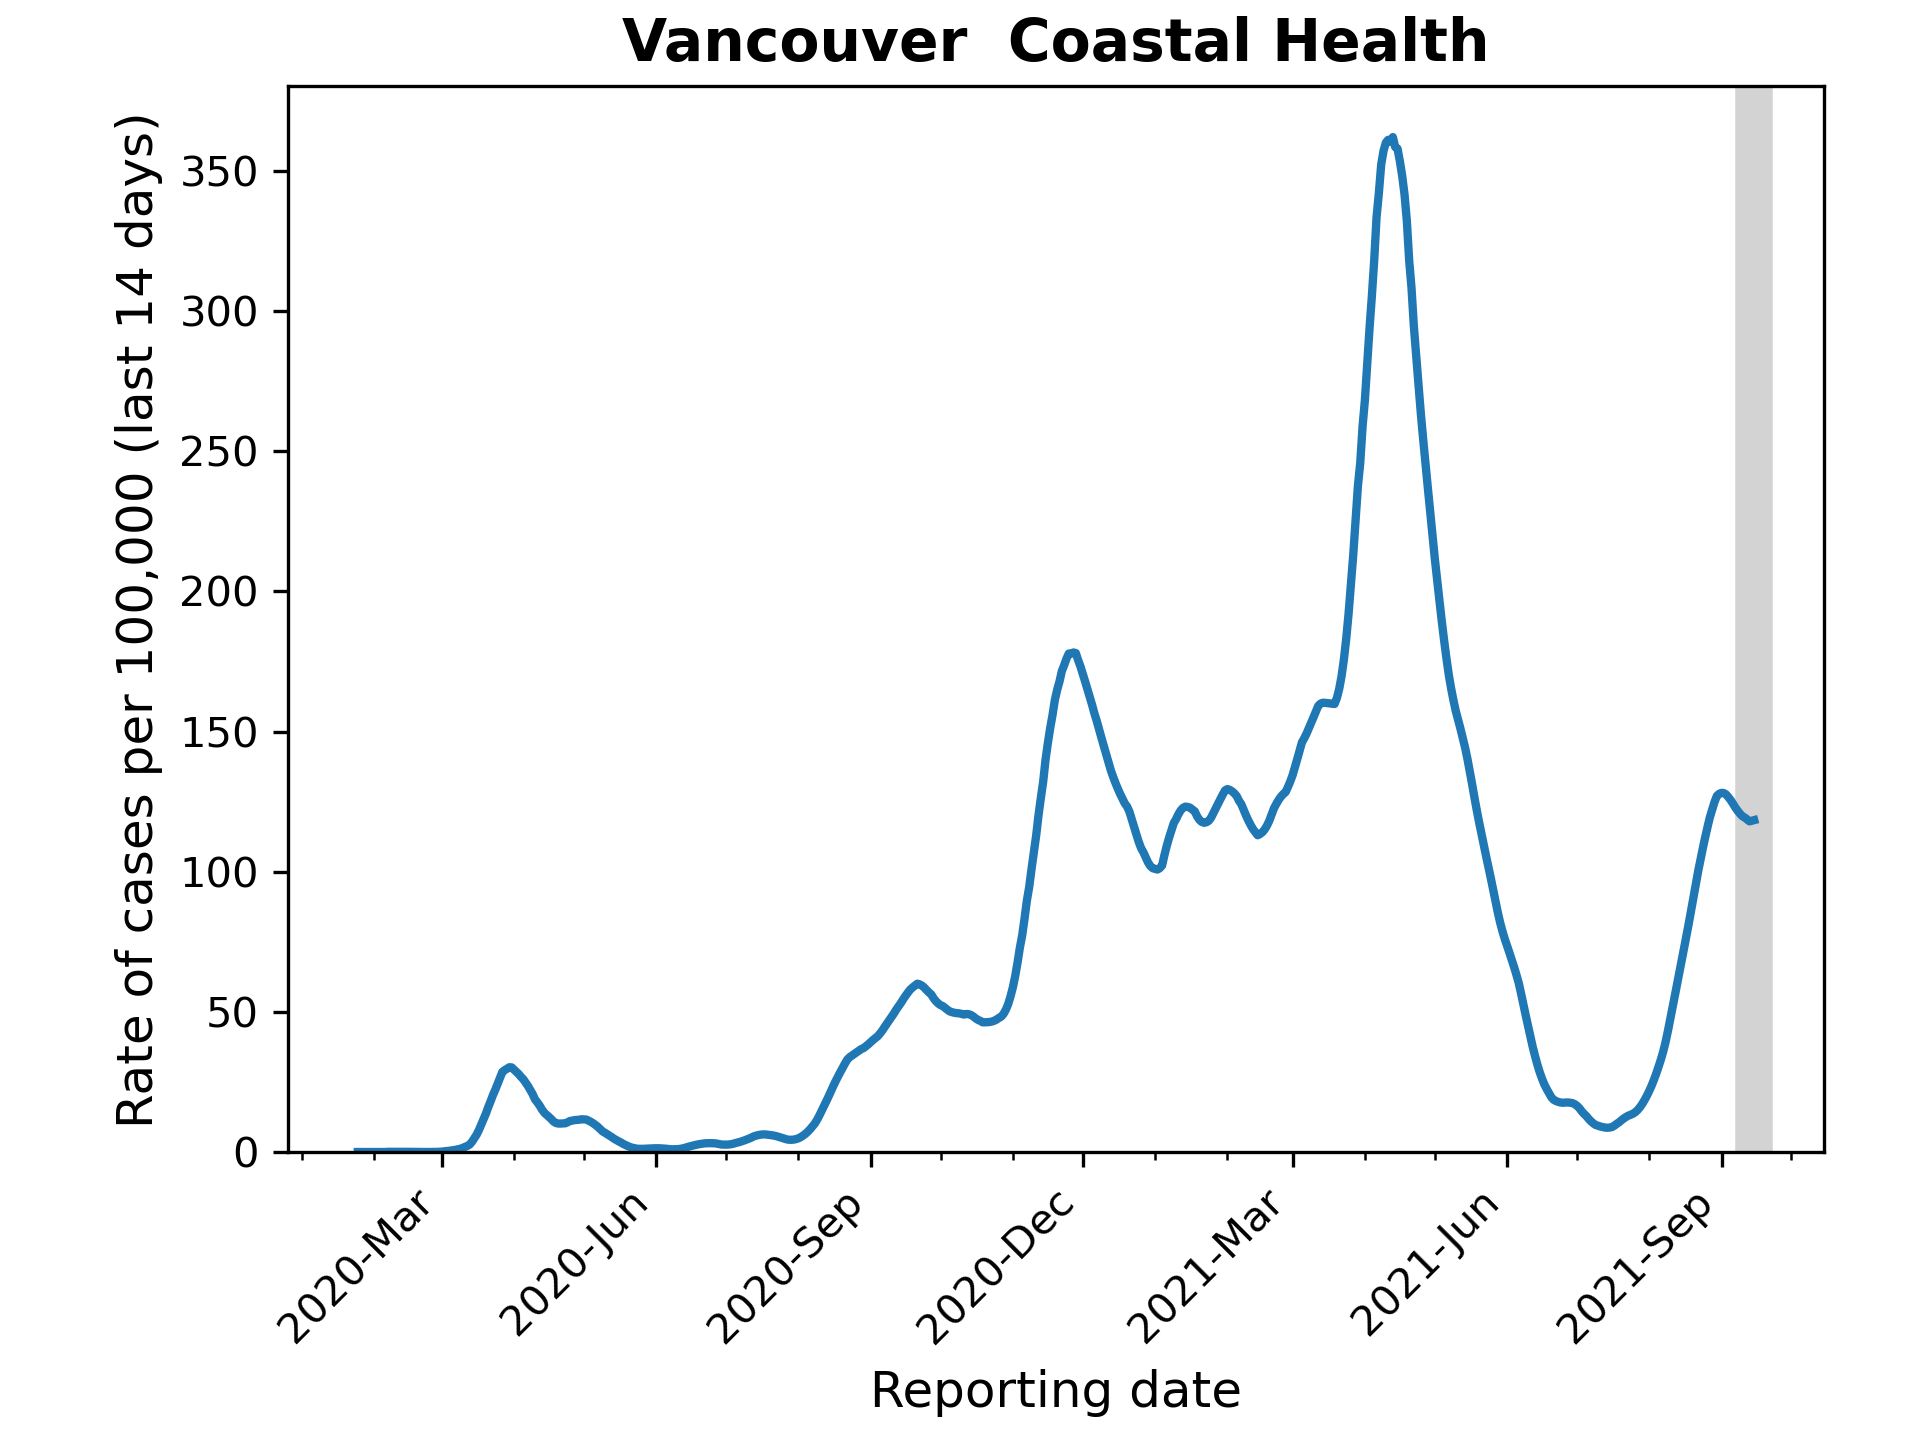 Vancouver  Coastal Health
Rate of cases per 100,000 (last 14 days)
350
300
250
200
150
100
50
0
2020-Mar
2020-Jun
2020-Sep
2020-Dec
2021-Mar
2021-Jun
2021-Sep
Reporting date